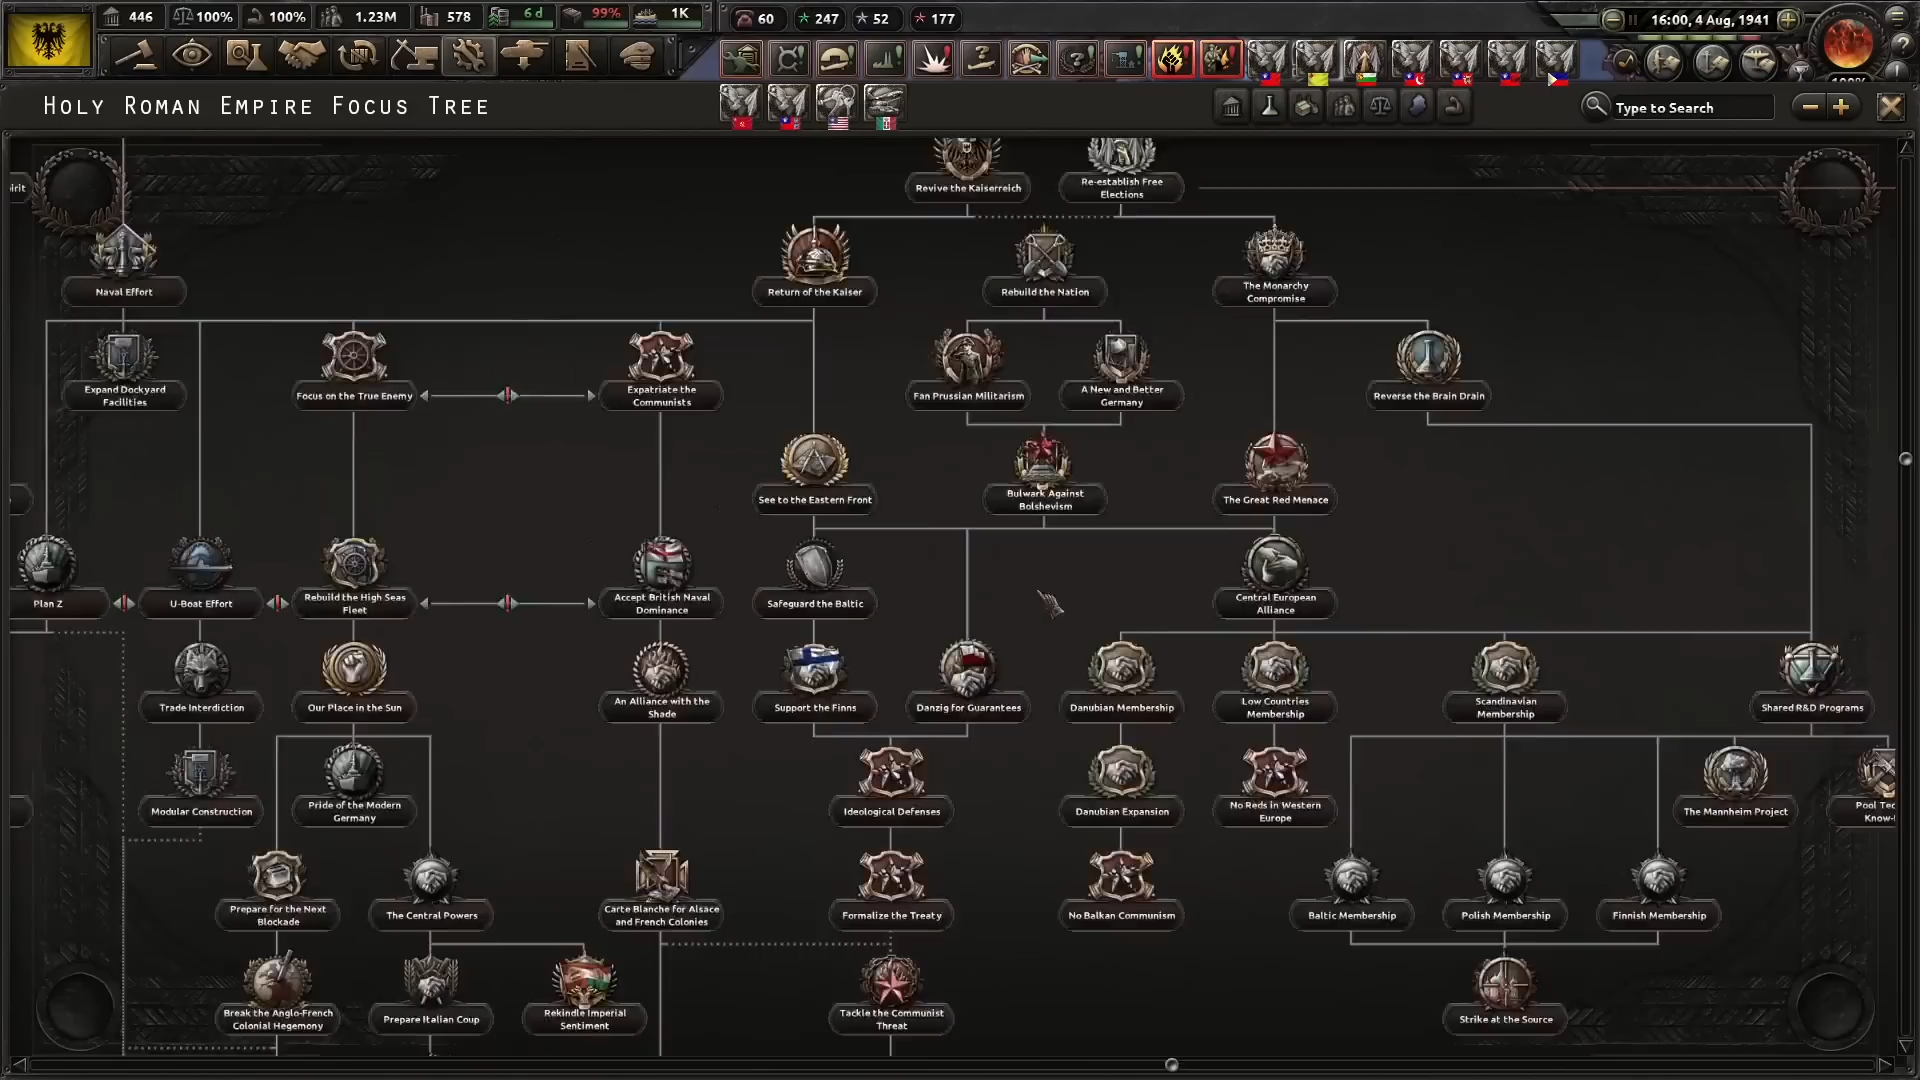 446
100%
100%
1.23M
578
6 d
99%
1K
60
247
52
177
16:00, 4 Aug, 1941
HOLY ROMAN EMPIRE FOCUS TREE
Type to Search
Revive the Kaiserreich
Re-establish Free
Elections
Naval Effort
Return of the Kaiser
Rebuild the Nation
The Monarchy
Compromise
Expand Dockyard
Facilities
Focus on the True Enemy
Expatriate the
Communists
Fan Prussian Militarism
A New and Better
Germany
Reverse the Brain Drain
See to the Eastern Front
Bulwark Against
Bolshevism
The Great Red Menace
Plan Z
U-Boat Effort
Rebuild the High Seas
Fleet
Accept British Naval
Dominance
Safeguard the Baltic
Central European
Alliance
Trade Interdiction
Our Place in the Sun
An Alliance with the
Shade
Support the Finns
Danzig for Guarantees
Danubian Membership
Low Countries
Membership
Scandinavian
Membership
Shared R&D Programs
Modular Construction
Pride of the Modern
Germany
Ideological Defenses
Danubian Expansion
No Reds in Western
Europe
The Mannheim Project
Pool Tec
Know-
Prepare for the Next
Blockade
The Central Powers
Carte Blanche for Alsace
and French Colonies
Formalize the Treaty
No Balkan Communism
Baltic Membership
Polish Membership
Finnish Membership
Break the Anglo-French
Colonial Hegemony
Prepare Italian Coup
Rekindle Imperial
Sentiment
Tackle the Communist
Threat
Strike at the Source